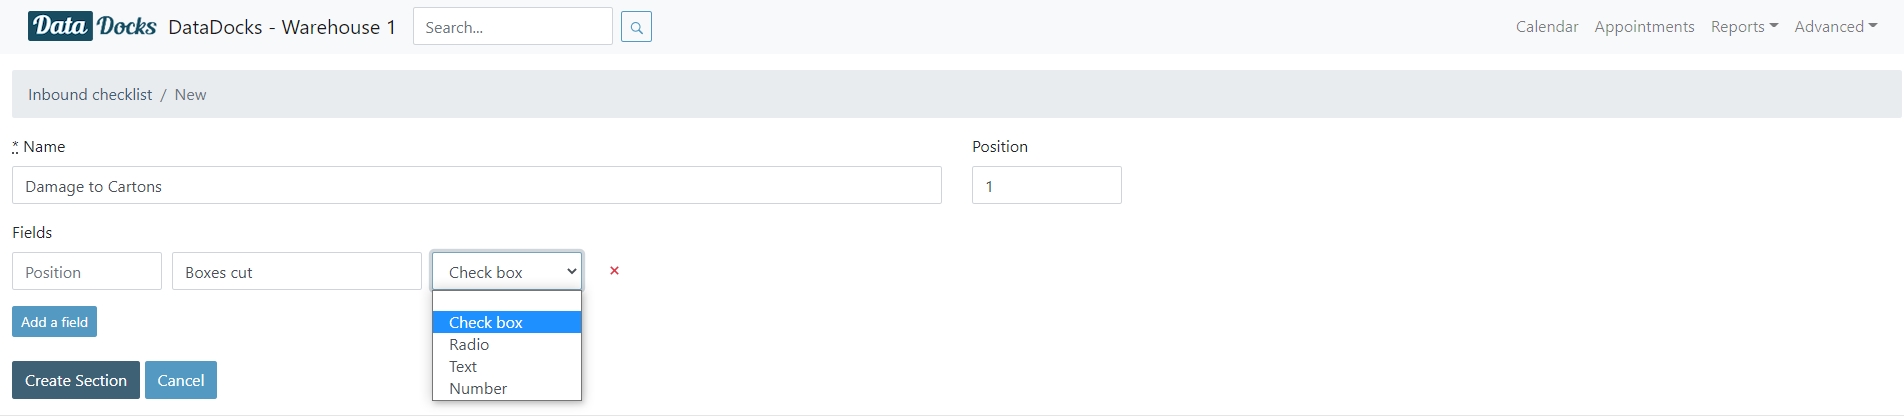 Data Docks DataDocks - Warehouse 1 Search... Calendar Appointments Reports Advanced
Inbound checklist / New
* Name Position
Damage to Cartons 1
Fields
Position Boxes cut Check box ×
Check box
Add a field
Radio
Text
Create Section Cancel
Number